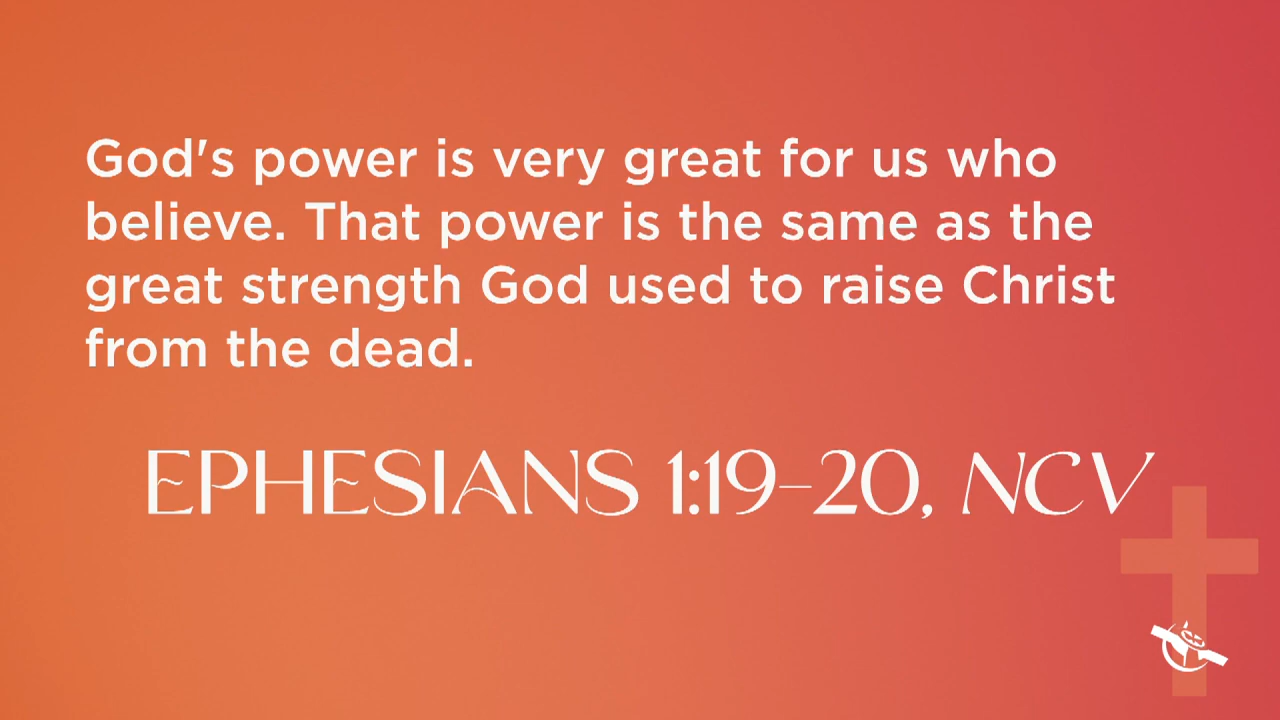 God's power is very great for us who
believe. That power is the same as the
great strength God used to raise Christ
from the dead.
EPHESIANS 1:19–20, NCV